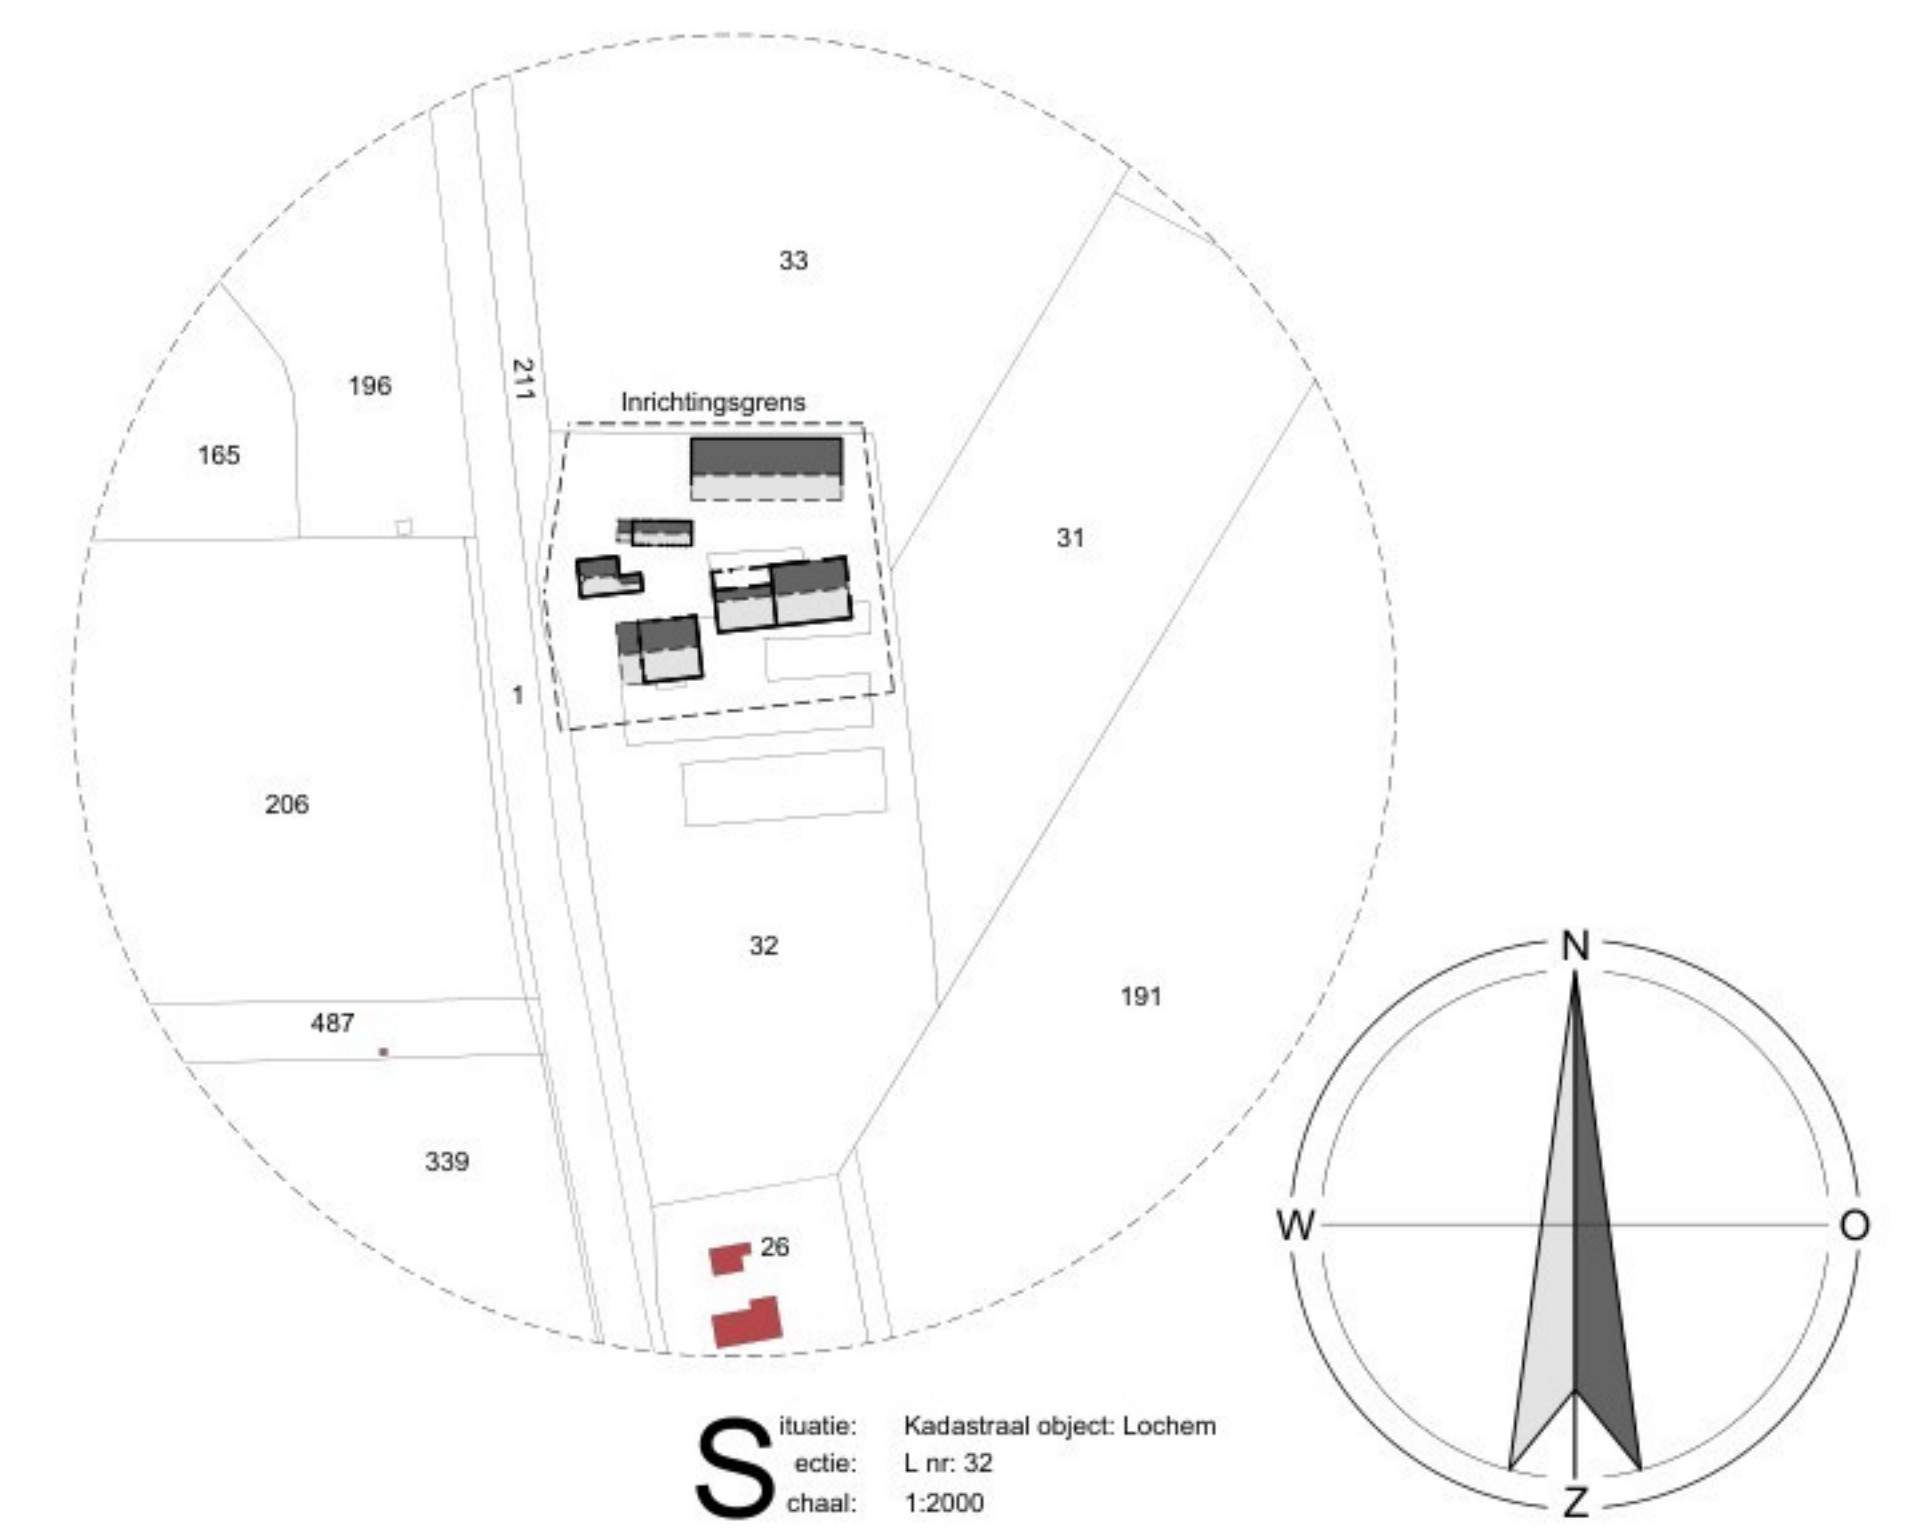 33
211
196
Inrichtingsgrens
165
31
1
206
32
N
191
487
339
W
O
26
Situatie: Kadastraal object: Lochem
Sectie: L nr: 32
Schaal: 1:2000
Z